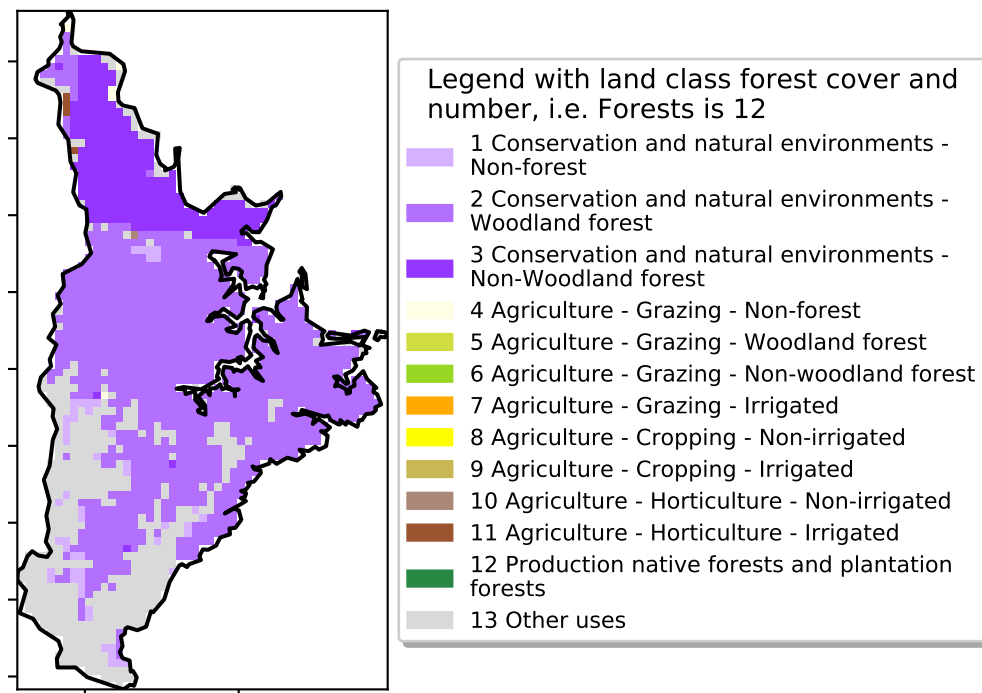 Legend with land class forest cover and
number, i.e. Forests is 12
1 Conservation and natural environments -
Non-forest
2 Conservation and natural environments -
Woodland forest
3 Conservation and natural environments -
Non-Woodland forest
4 Agriculture - Grazing - Non-forest
5 Agriculture - Grazing - Woodland forest
6 Agriculture - Grazing - Non-woodland forest
7 Agriculture - Grazing - Irrigated
8 Agriculture - Cropping - Non-irrigated
9 Agriculture - Cropping - Irrigated
10 Agriculture - Horticulture - Non-irrigated
11 Agriculture - Horticulture - Irrigated
12 Production native forests and plantation
forests
13 Other uses